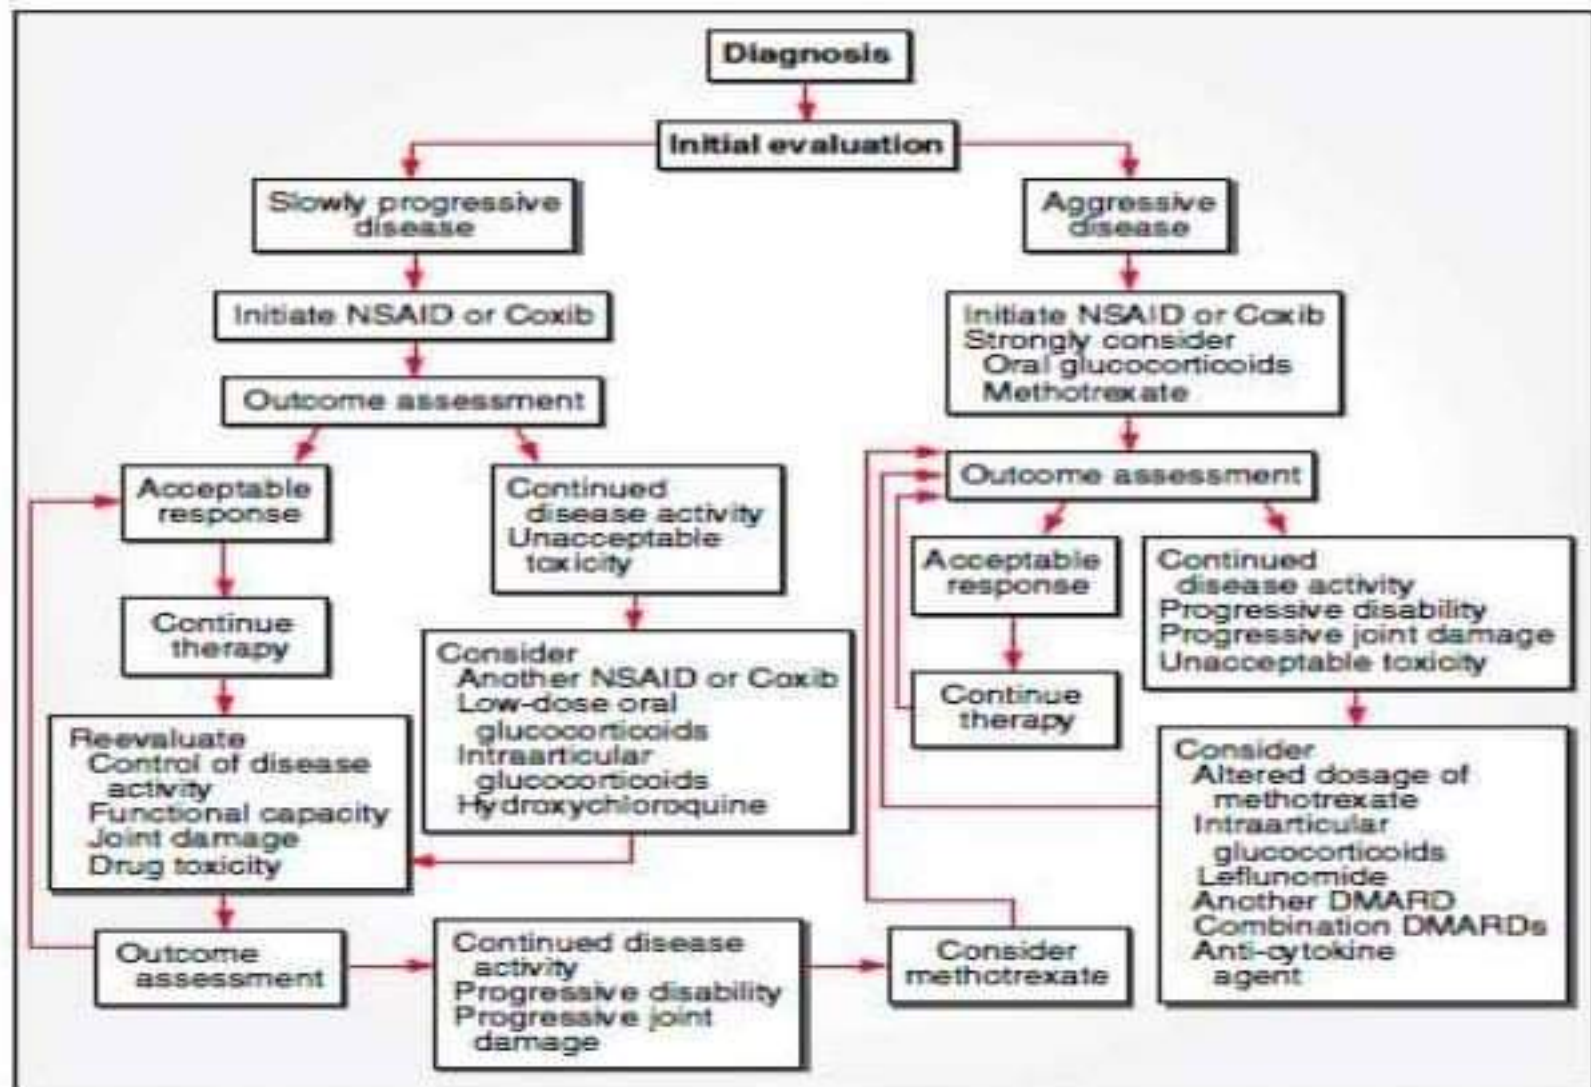 Diagnosis
Initial evaluation
Slowly progressive
disease
Initiate NSAID or Coxib
Outcome assessment
Acceptable
response
Continue
therapy
Reevaluate
Control of disease
activity
Functional capacity
Joint damage
Drug toxicity
Outcome
assessment
Continued
disease activity
Unacceptable
toxicity
Consider
Another NSAID or Coxib
Low-dose oral
glucocorticoids
Intraarticular
glucocorticoids
Hydroxychloroquine
Continued disease
activity
Progressive disability
Progressive joint
damage
Consider
methotrexate
Aggressive
disease
Initiate NSAID or Coxib
Strongly consider
Oral glucocorticoids
Methotrexate
Outcome assessment
Acceptable
response
Continue
therapy
Continued
disease activity
Progressive disability
Progressive joint damage
Unacceptable toxicity
Consider
Altered dosage of
methotrexate
Intraarticular
glucocorticoids
Leflunomide
Another DMARD
Combination DMARDs
Anti-cytokine
agent